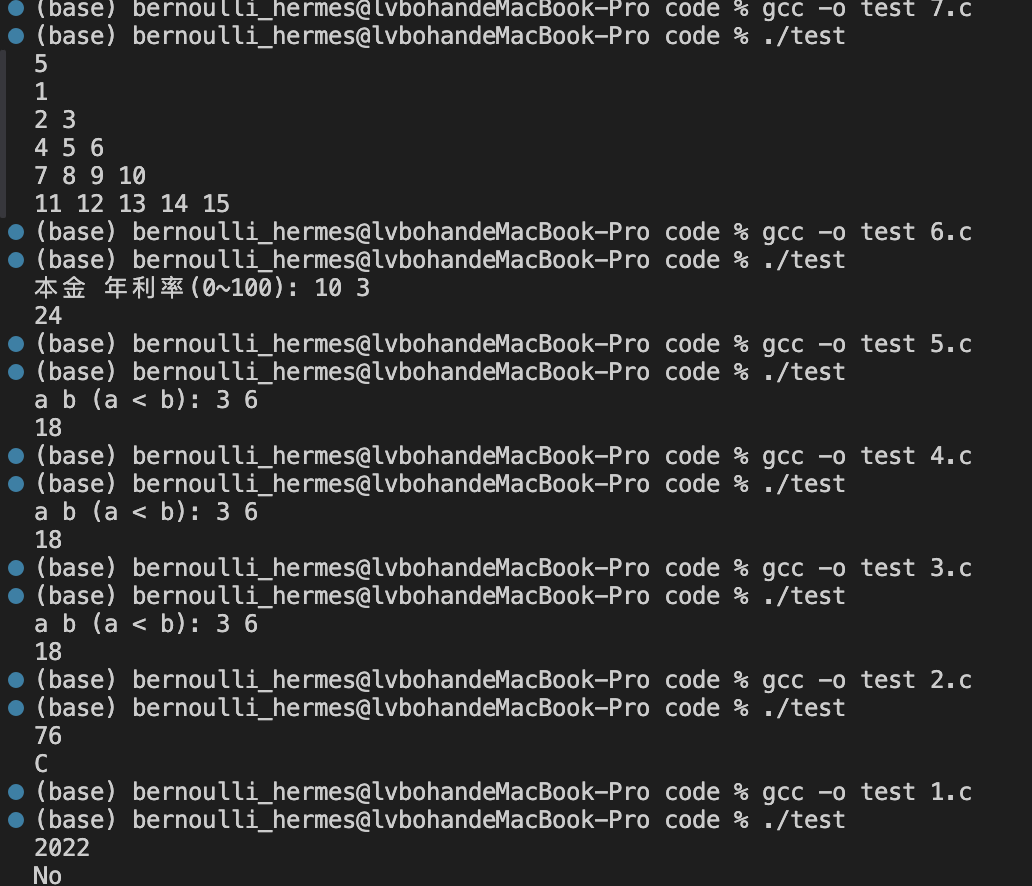 (base) bernoulli_hermes@lvbohandeMacBook-Pro code % gcc -o test 7.c
(base) bernoulli_hermes@lvbohandeMacBook-Pro code % ./test
5
1
2 3
4 5 6
7 8 9 10
11 12 13 14 15
(base) bernoulli_hermes@lvbohandeMacBook-Pro code % gcc -o test 6.c
(base) bernoulli_hermes@lvbohandeMacBook-Pro code % ./test
本金 年利率(0~100): 10 3
24
(base) bernoulli_hermes@lvbohandeMacBook-Pro code % gcc -o test 5.c
(base) bernoulli_hermes@lvbohandeMacBook-Pro code % ./test
a b (a < b): 3 6
18
(base) bernoulli_hermes@lvbohandeMacBook-Pro code % gcc -o test 4.c
(base) bernoulli_hermes@lvbohandeMacBook-Pro code % ./test
a b (a < b): 3 6
18
(base) bernoulli_hermes@lvbohandeMacBook-Pro code % gcc -o test 3.c
(base) bernoulli_hermes@lvbohandeMacBook-Pro code % ./test
a b (a < b): 3 6
18
(base) bernoulli_hermes@lvbohandeMacBook-Pro code % gcc -o test 2.c
(base) bernoulli_hermes@lvbohandeMacBook-Pro code % ./test
76
C
(base) bernoulli_hermes@lvbohandeMacBook-Pro code % gcc -o test 1.c
(base) bernoulli_hermes@lvbohandeMacBook-Pro code % ./test
2022
No